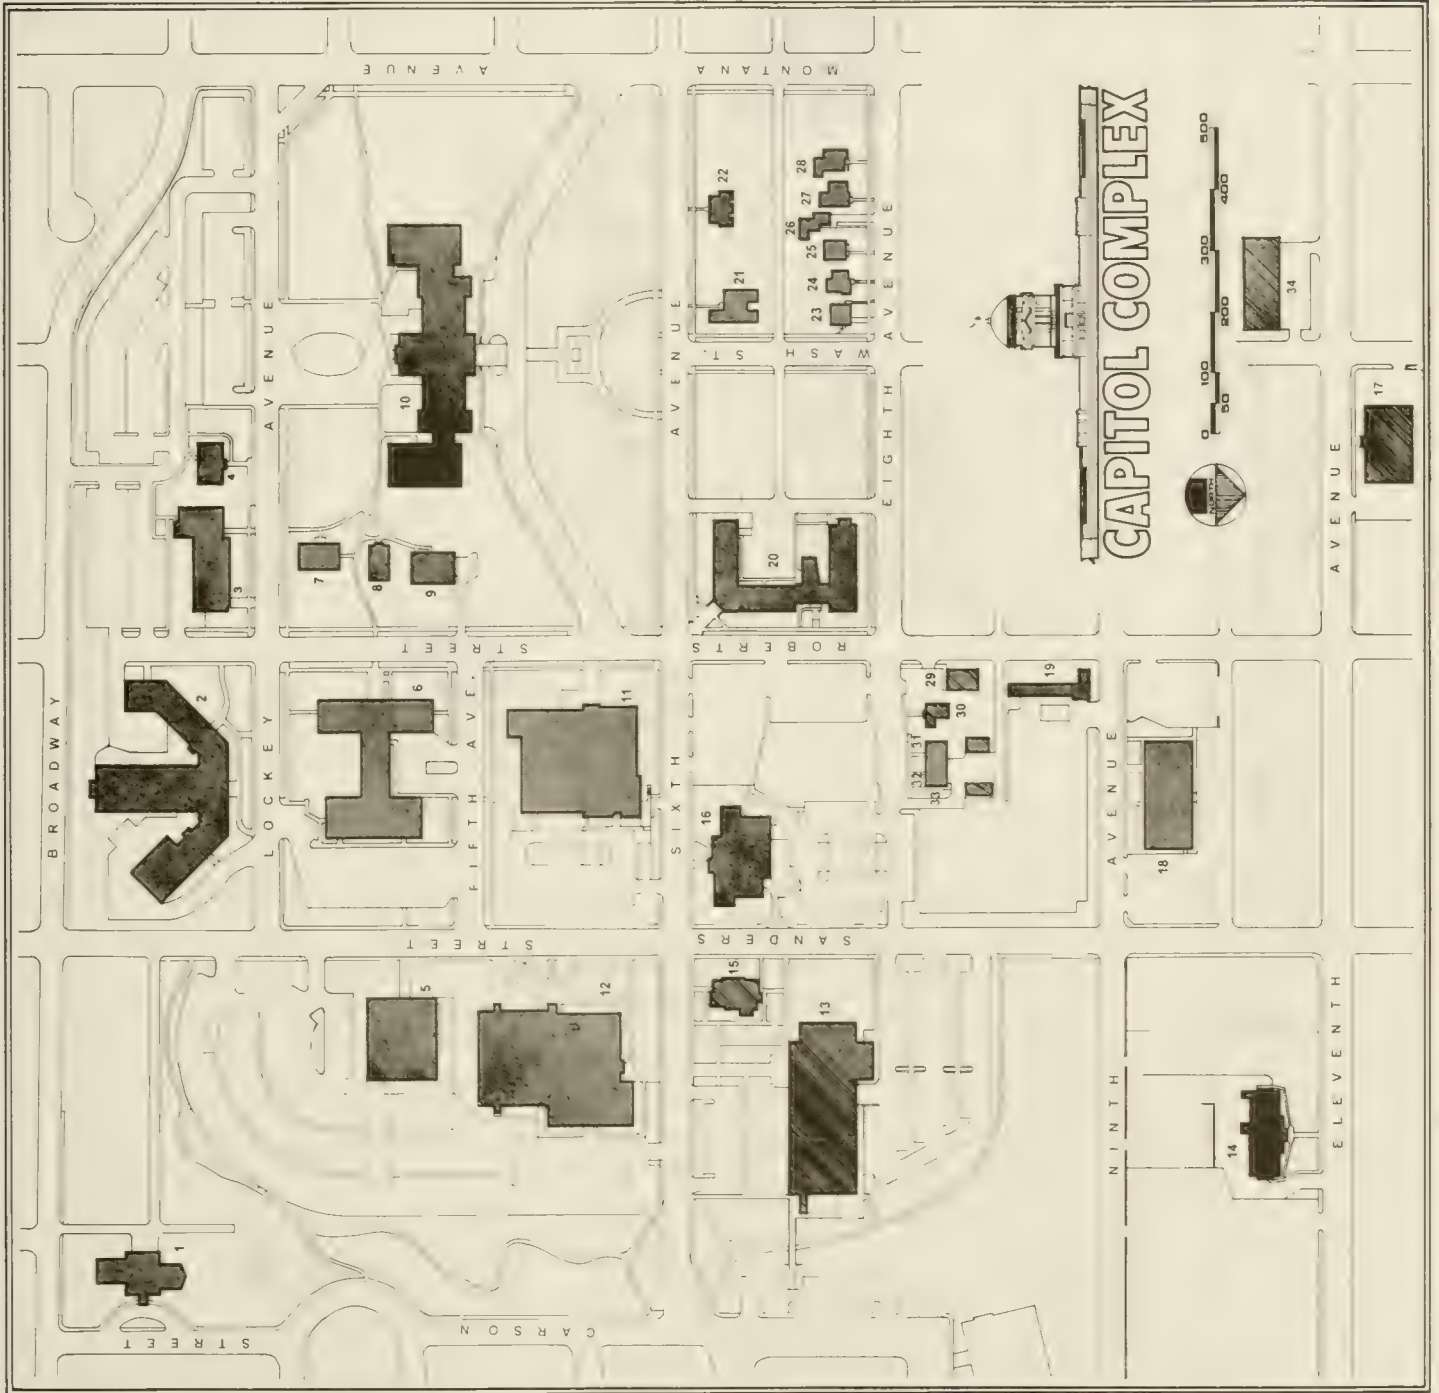 MONTANA AVENUE
BROADWAY
LOCKEY AVENUE
FIFTH AVE.
SIXTH AVENUE
WASH ST.
EIGHTH AVENUE
ROBERTS STREET
SANDERS STREET
CARSON STREET
NINTH AVENUE
ELEVENTH AVENUE
1
2
3
4
5
6
7
8
9
10
11
12
13
14
15
16
17
18
19
20
21
22
23
24
25
26
27
28
29
30
31
32
33
34
CAPITOL COMPLEX
0 50 100 200 300 400 500
NORTH